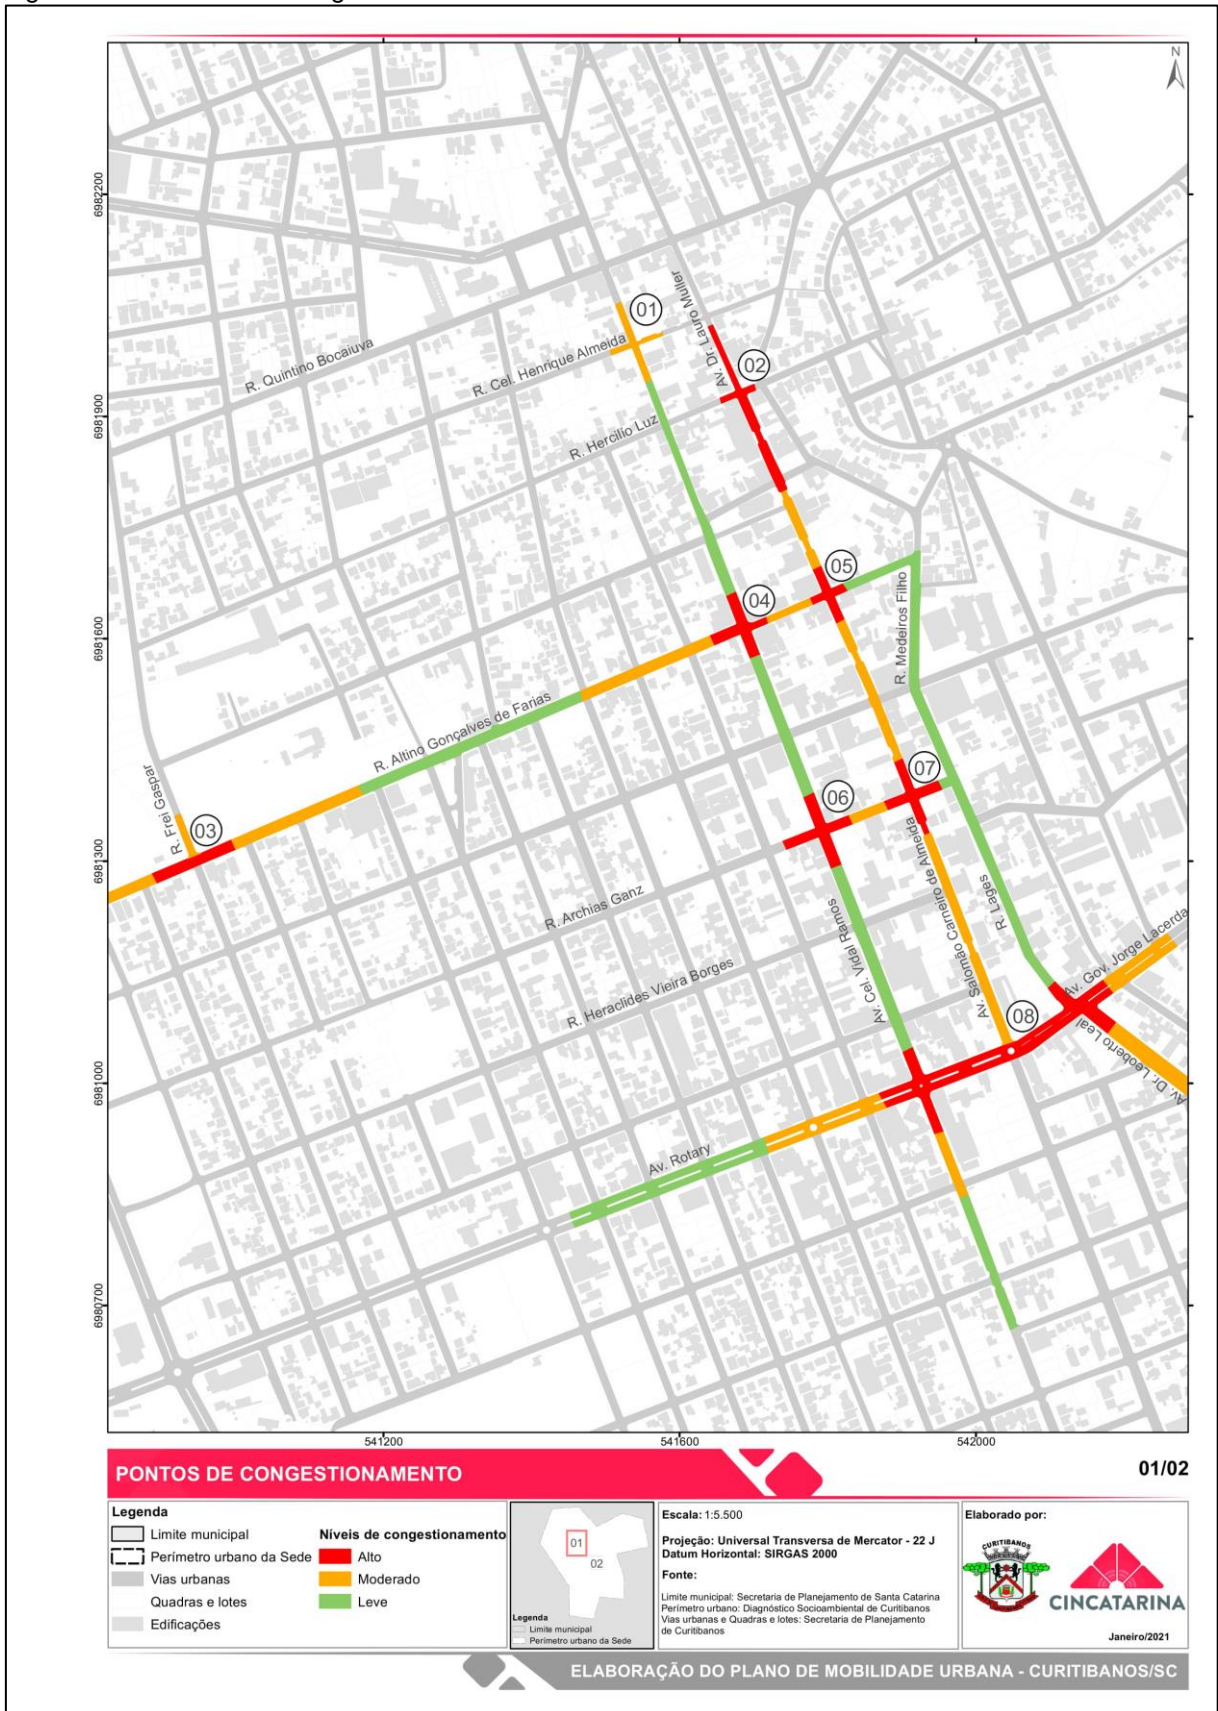 N
6982200
6981900
6981600
6981300
6981000
6980700
01
Av. Dr. Lauro Muller
02
R. Quintino Bocaiuva
R. Cel. Henrique Almeida
R. Hercilio Luz
05
04
R. Medeiros Filho
R. Altino Gonçalves de Farias
R. Frei Gaspar
03
07
06
R. Archias Ganz
Av. Salomão Carneiro de Almeida
R. Lages
Av. Cel. Vidal Ramos
R. Heraclides Vieira Borges
Av. Gov. Jorge Lacerda
08
Av. Dr. Leoberto Leal
Av. Rotary
541200
541600
542000
PONTOS DE CONGESTIONAMENTO
01/02
Legenda
Limite municipal
Perímetro urbano da Sede
Vias urbanas
Quadras e lotes
Edificações
Níveis de congestionamento
Alto
Moderado
Leve
01
02
Legenda
Limite municipal
Perímetro urbano da Sede
Escala: 1:5.500
Projeção: Universal Transversa de Mercator - 22 J
Datum Horizontal: SIRGAS 2000
Fonte:
Limite municipal: Secretaria de Planejamento de Santa Catarina
Perímetro urbano: Diagnóstico Socioambiental de Curitibanos
Vias urbanas e Quadras e lotes: Secretaria de Planejamento
de Curitibanos
Elaborado por:
CURITIBANOS
CINCATARINA
Janeiro/2021
ELABORAÇÃO DO PLANO DE MOBILIDADE URBANA - CURITIBANOS/SC